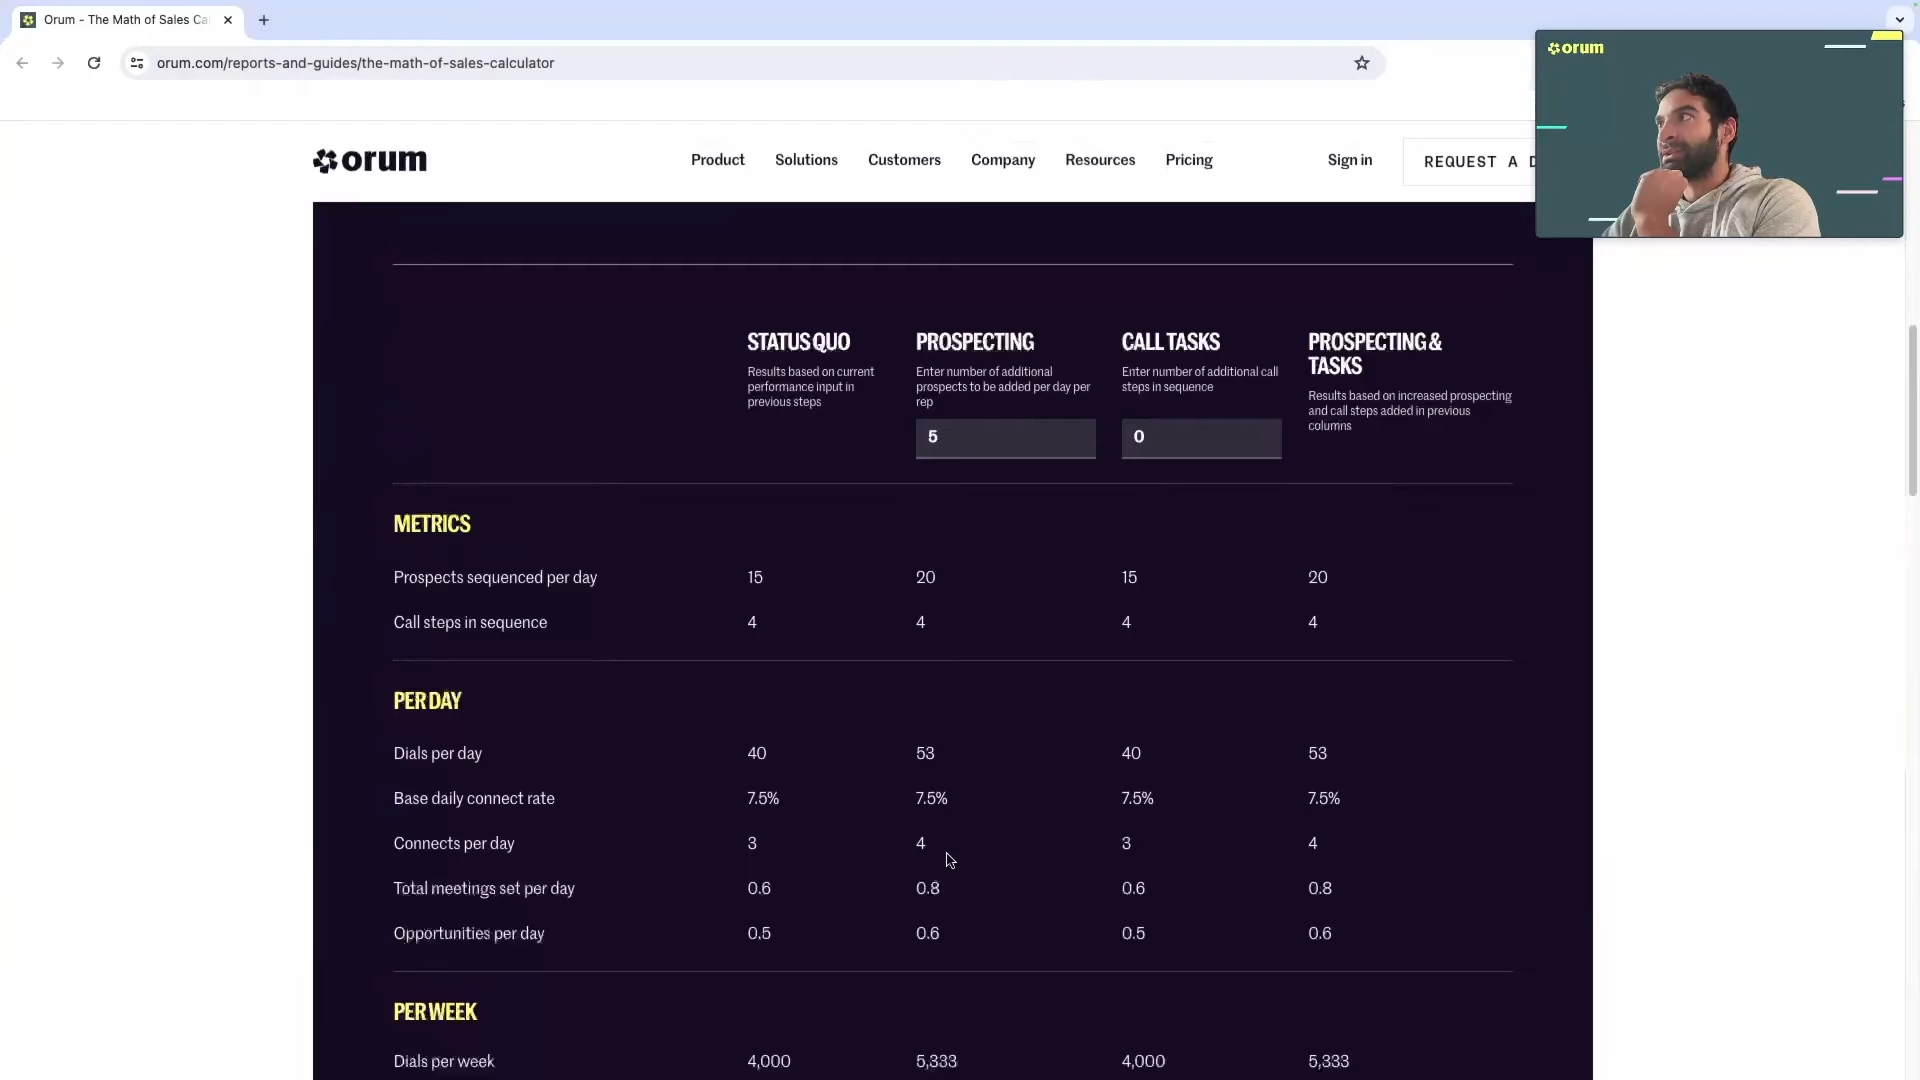 Orum - The Math of Sales Ca
orum.com/reports-and-guides/the-math-of-sales-calculator
orum
orum
Product
Solutions
Customers
Company
Resources
Pricing
Sign in
REQUEST A D
STATUS QUO
Results based on current
performance input in
previous steps
PROSPECTING
Enter number of additional
prospects to be added per day per
rep
5
CALL TASKS
Enter number of additional call
steps in sequence
0
PROSPECTING &
TASKS
Results based on increased prospecting
and call steps added in previous
columns
METRICS
Prospects sequenced per day 15 20 15 20
Call steps in sequence 4 4 4 4
PER DAY
Dials per day 40 53 40 53
Base daily connect rate 7.5% 7.5% 7.5% 7.5%
Connects per day 3 4 3 4
Total meetings set per day 0.6 0.8 0.6 0.8
Opportunities per day 0.5 0.6 0.5 0.6
PER WEEK
Dials per week 4,000 5,333 4,000 5,333